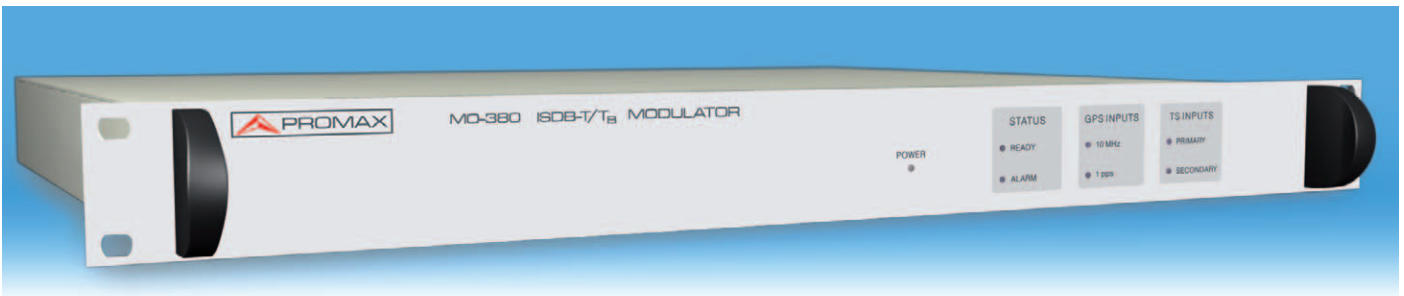 PROMAX
MO-380 ISDB-T/TB MODULATOR
POWER
STATUS
READY
ALARM
GPS INPUTS
10 MHz
1 pps
TS INPUTS
PRIMARY
SECONDARY